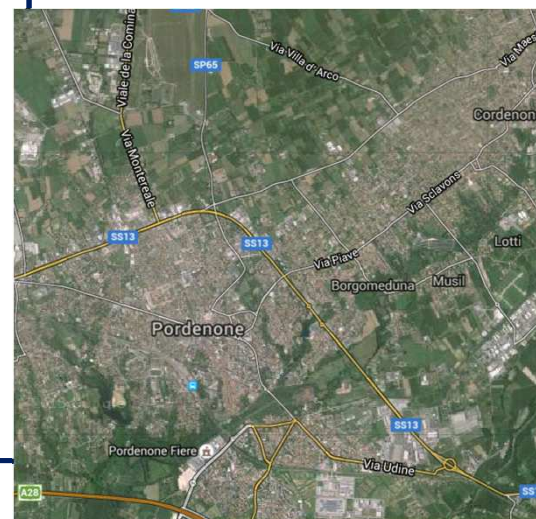 Viale de la Comina
SP65
Via Villa d' Arco
Via Maes
Cordenon
Via Montereale
Via Sclavons
SS13
SS13
Lotti
Via Piave
Borgomeduna
Musil
Pordenone
SS13
Pordenone Fiere
Via Udine
A28
SS